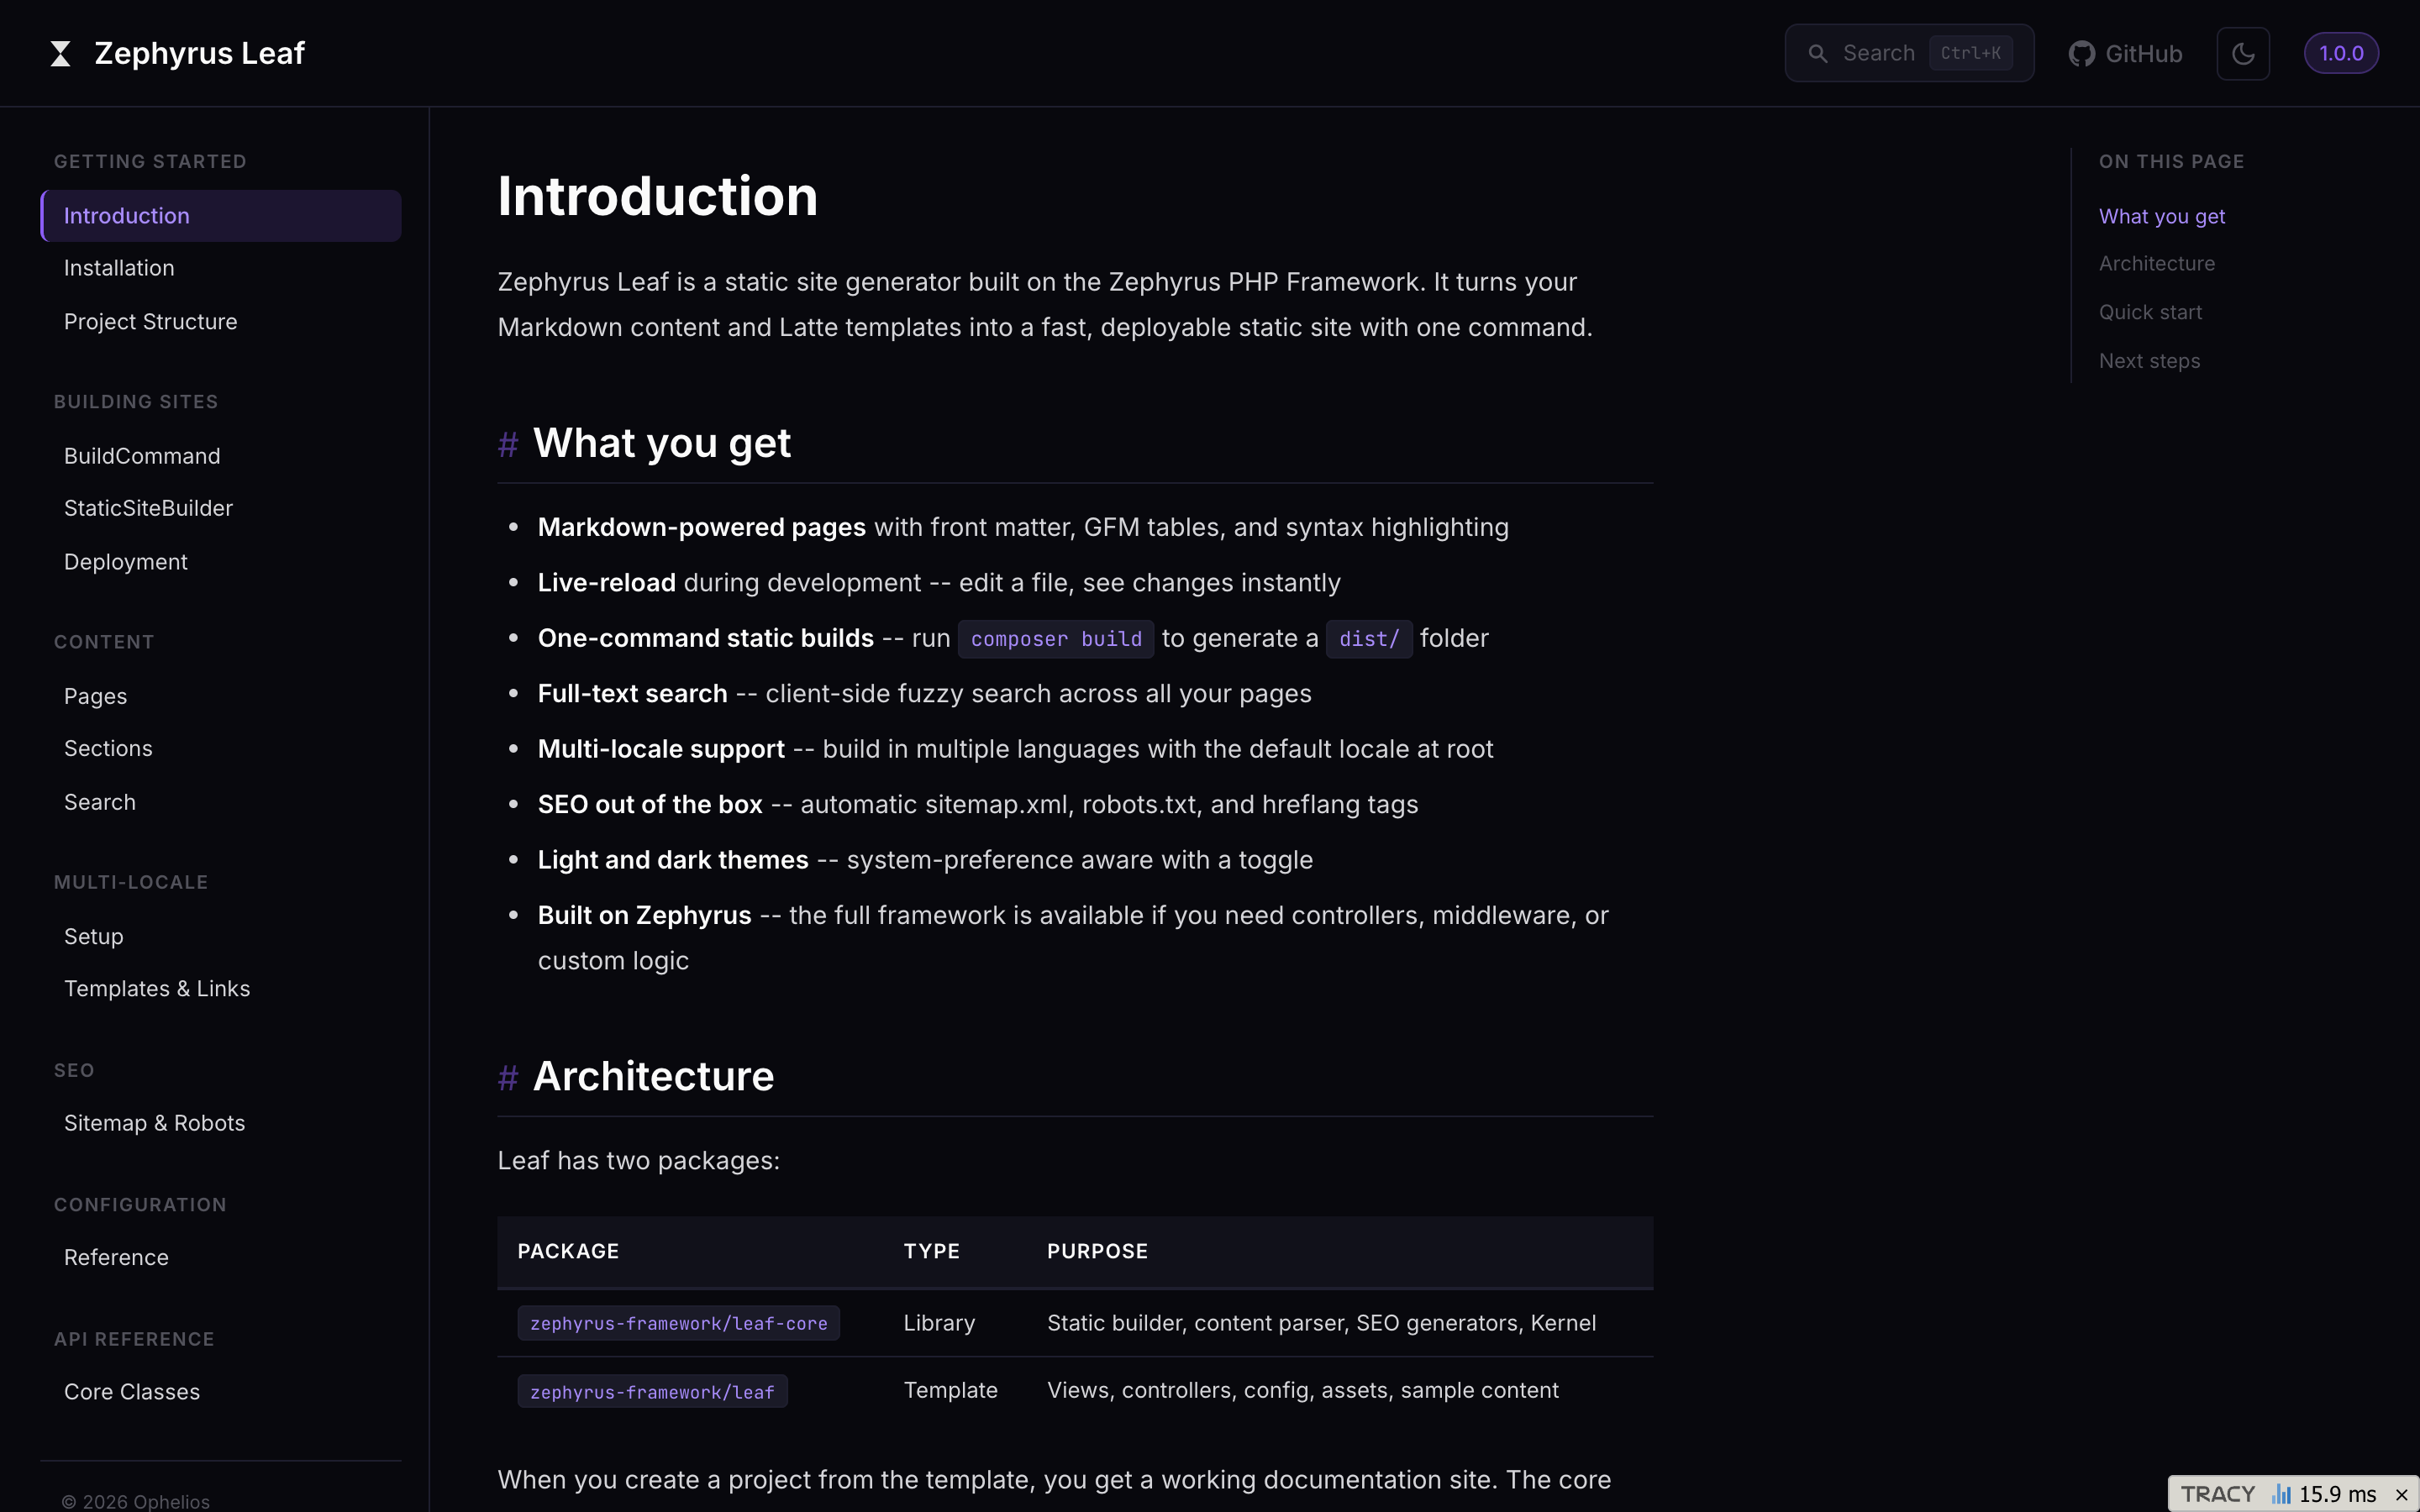 Zephyrus Leaf
Search Ctrl+K
GitHub
1.0.0
GETTING STARTED
Introduction
Installation
Project Structure
BUILDING SITES
BuildCommand
StaticSiteBuilder
Deployment
CONTENT
Pages
Sections
Search
MULTI-LOCALE
Setup
Templates & Links
SEO
Sitemap & Robots
CONFIGURATION
Reference
API REFERENCE
Core Classes
© 2026 Ophelios
Introduction
Zephyrus Leaf is a static site generator built on the Zephyrus PHP Framework. It turns your
Markdown content and Latte templates into a fast, deployable static site with one command.
# What you get
• Markdown-powered pages with front matter, GFM tables, and syntax highlighting
• Live-reload during development -- edit a file, see changes instantly
• One-command static builds -- run composer build to generate a dist/ folder
• Full-text search -- client-side fuzzy search across all your pages
• Multi-locale support -- build in multiple languages with the default locale at root
• SEO out of the box -- automatic sitemap.xml, robots.txt, and hreflang tags
• Light and dark themes -- system-preference aware with a toggle
• Built on Zephyrus -- the full framework is available if you need controllers, middleware, or
custom logic
# Architecture
Leaf has two packages:
PACKAGE TYPE PURPOSE
zephyrus-framework/leaf-core Library Static builder, content parser, SEO generators, Kernel
zephyrus-framework/leaf Template Views, controllers, config, assets, sample content
When you create a project from the template, you get a working documentation site. The core
ON THIS PAGE
What you get
Architecture
Quick start
Next steps
TRACY 15.9 ms ×